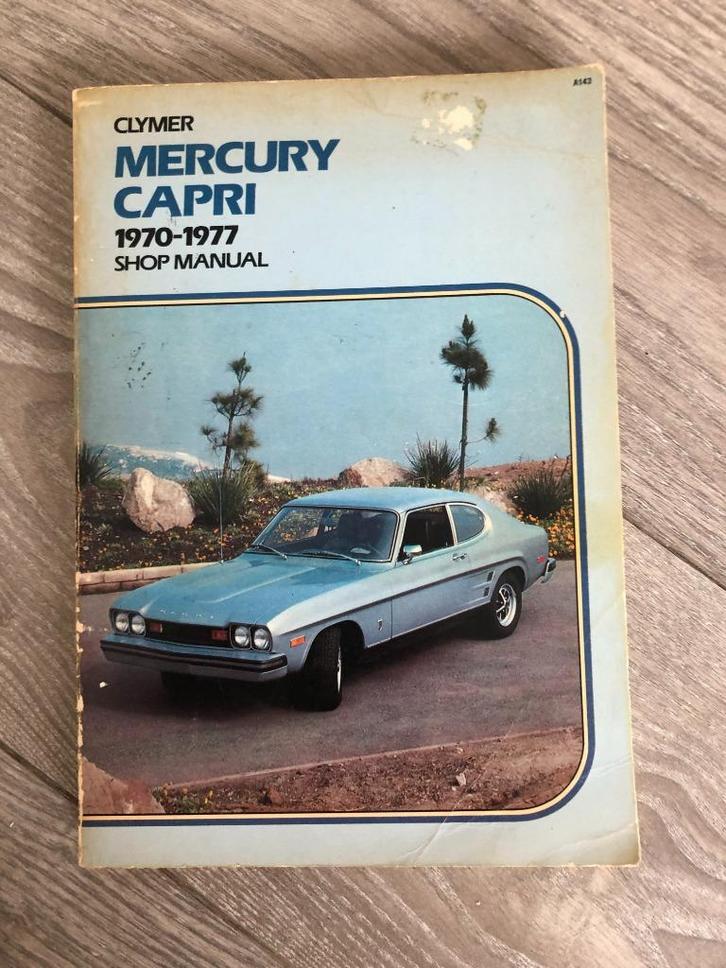 A143
CLYMER
MERCURY
CAPRI
1970-1977
SHOP MANUAL